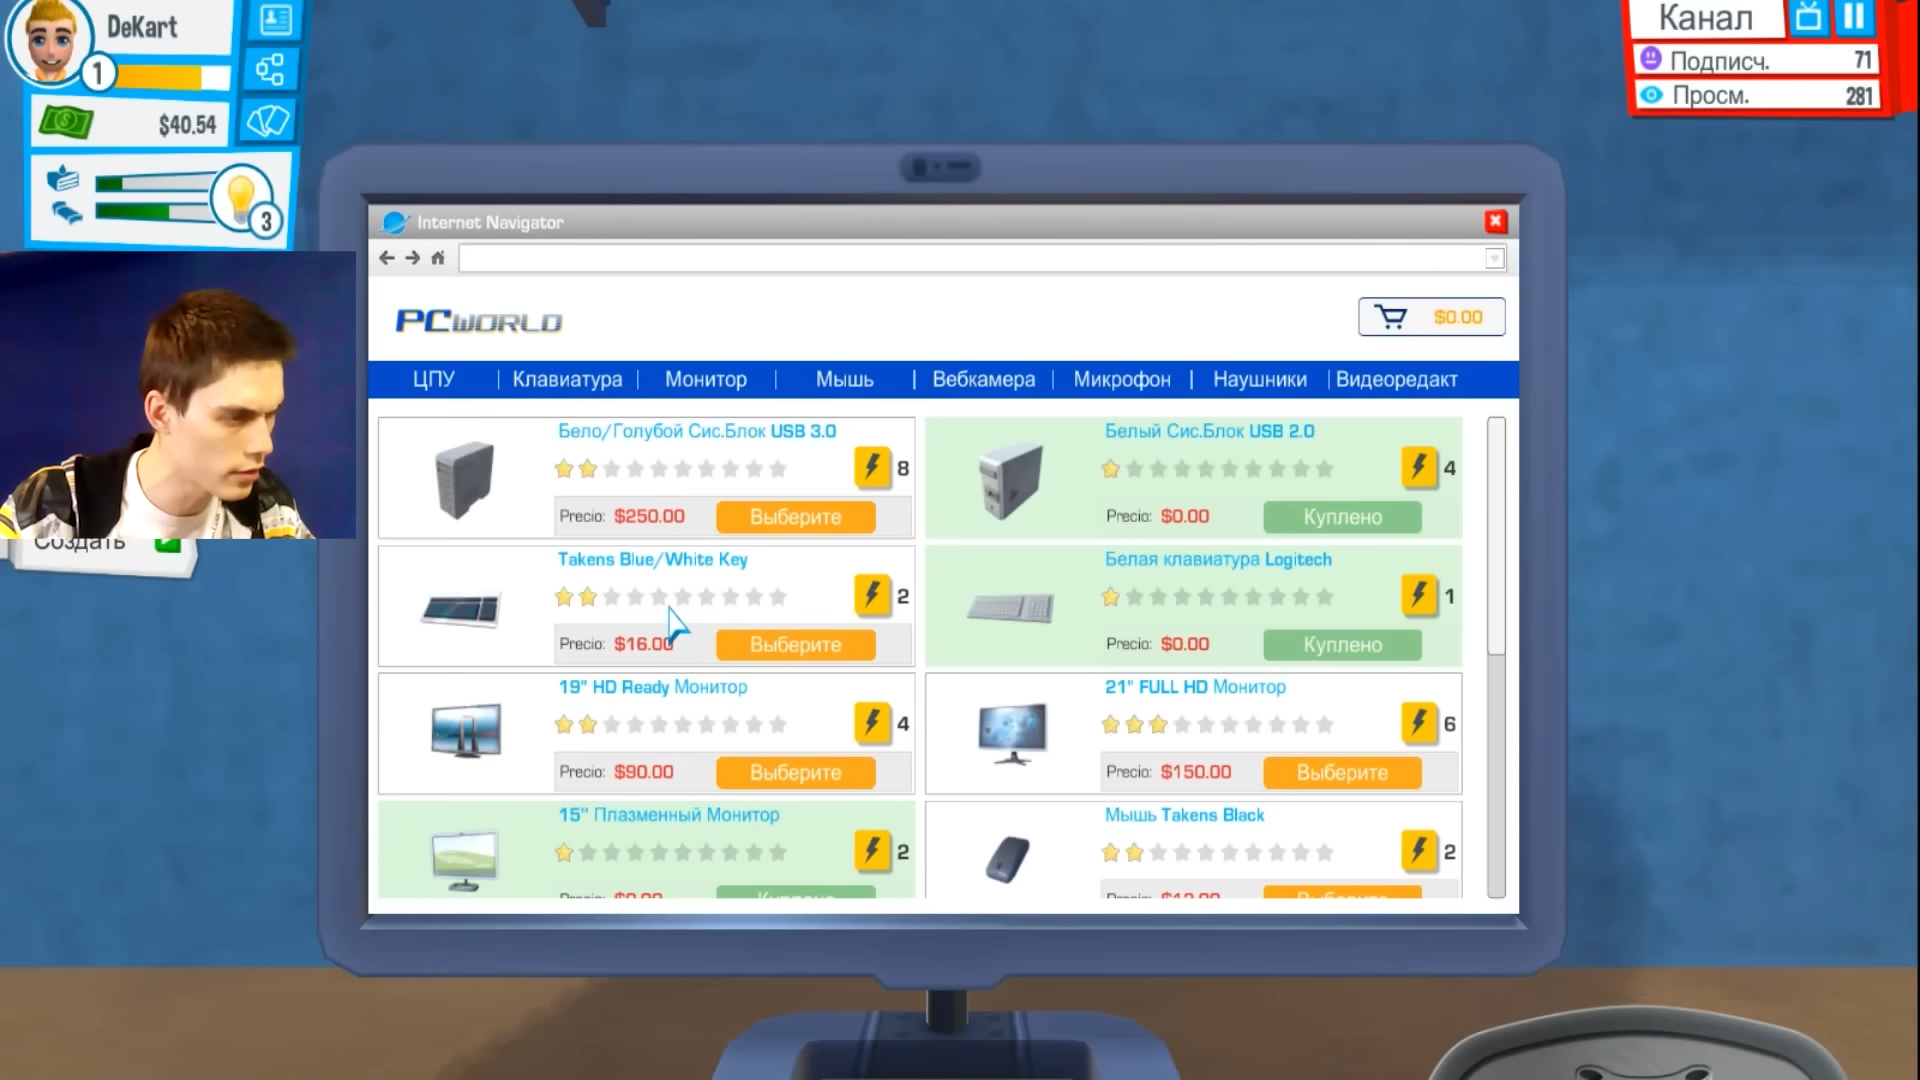 DeKart
1
$40.54
3
Создать
Канал
Подписч. 71
Просм. 281
Internet Navigator
PCWORLD
$0.00
ЦПУ | Клавиатура | Монитор | Мышь | Вебкамера | Микрофон | Наушники | Видеоредакт
Бело/Голубой Сис.Блок USB 3.0
8
Precio: $250.00 Выберите
Белый Сис.Блок USB 2.0
4
Precio: $0.00 Куплено
Takens Blue/White Key
2
Precio: $16.00 Выберите
Белая клавиатура Logitech
1
Precio: $0.00 Куплено
19" HD Ready Монитор
4
Precio: $90.00 Выберите
21" FULL HD Монитор
6
Precio: $150.00 Выберите
15" Плазменный Монитор
2
Мышь Takens Black
2